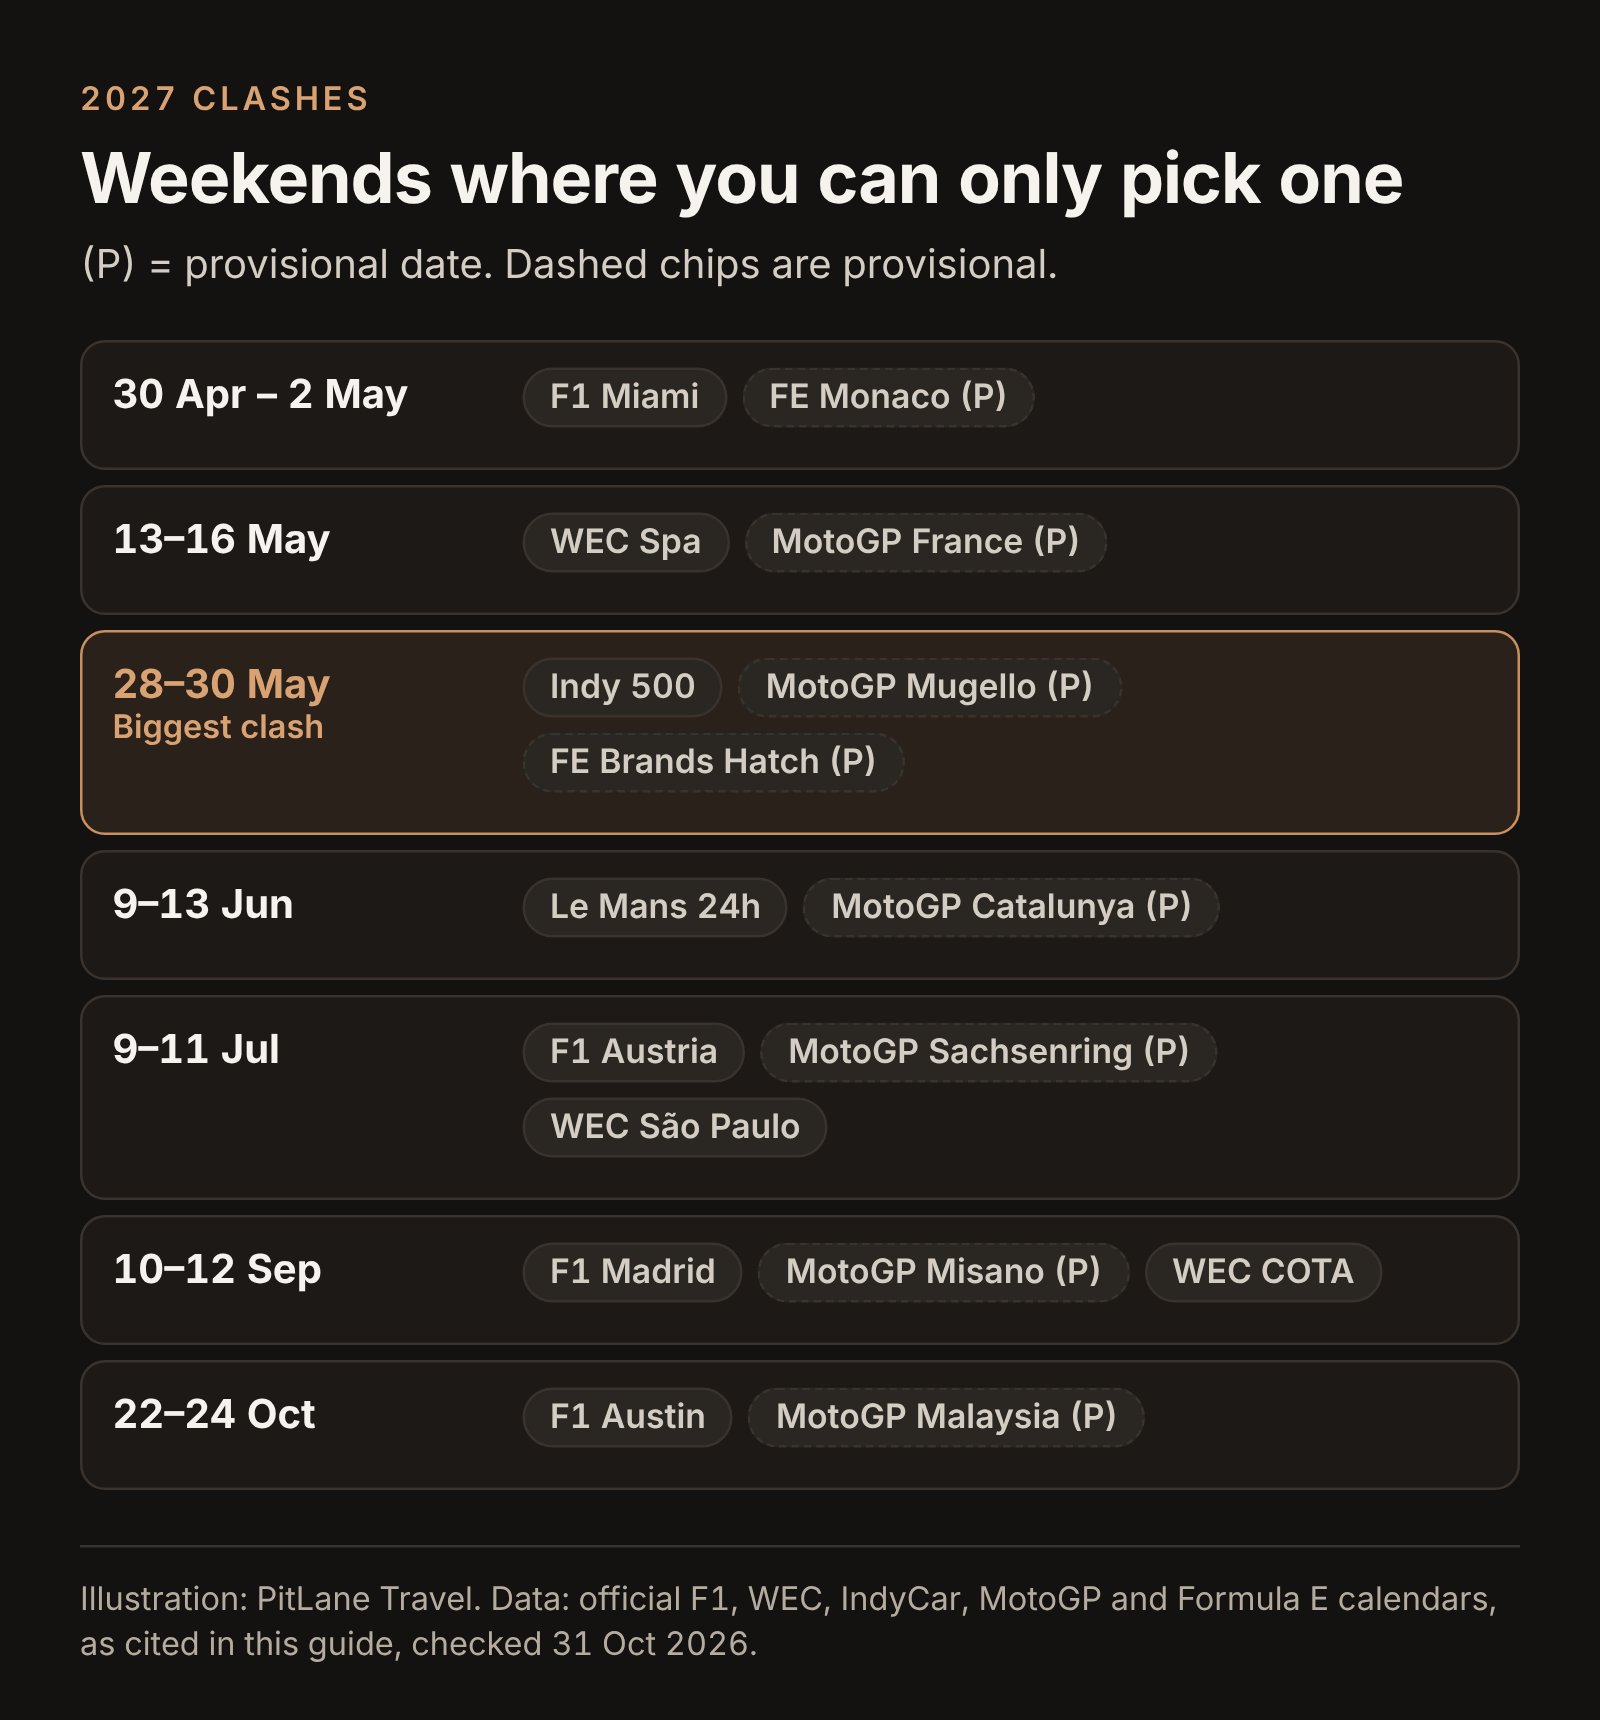 2027 CLASHES
Weekends where you can only pick one
(P) = provisional date. Dashed chips are provisional.
30 Apr – 2 May
F1 Miami
FE Monaco (P)
13–16 May
WEC Spa
MotoGP France (P)
28–30 May
Biggest clash
Indy 500
MotoGP Mugello (P)
FE Brands Hatch (P)
9–13 Jun
Le Mans 24h
MotoGP Catalunya (P)
9–11 Jul
F1 Austria
MotoGP Sachsenring (P)
WEC São Paulo
10–12 Sep
F1 Madrid
MotoGP Misano (P)
WEC COTA
22–24 Oct
F1 Austin
MotoGP Malaysia (P)
Illustration: PitLane Travel. Data: official F1, WEC, IndyCar, MotoGP and Formula E calendars,
as cited in this guide, checked 31 Oct 2026.